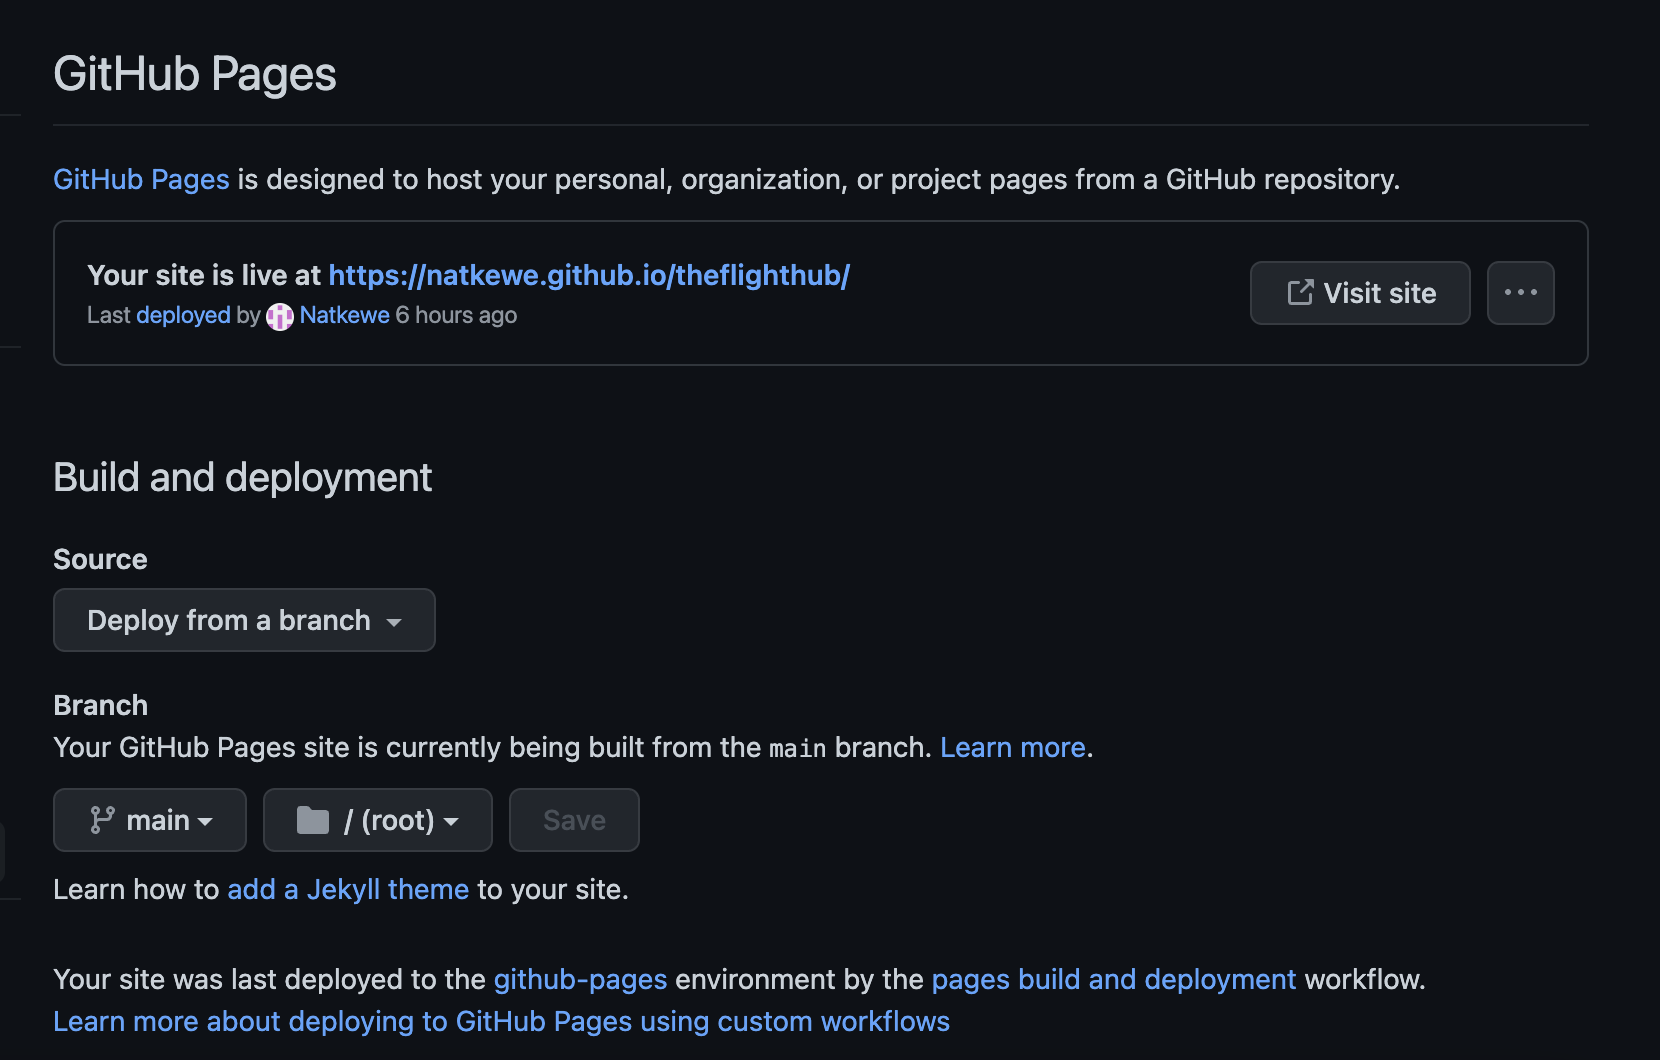 GitHub Pages
GitHub Pages is designed to host your personal, organization, or project pages from a GitHub repository.
Your site is live at https://natkewe.github.io/theflighthub/
Last deployed by Natkewe 6 hours ago
Visit site
Build and deployment
Source
Deploy from a branch
Branch
Your GitHub Pages site is currently being built from the main branch. Learn more.
main / (root) Save
Learn how to add a Jekyll theme to your site.
Your site was last deployed to the github-pages environment by the pages build and deployment workflow.
Learn more about deploying to GitHub Pages using custom workflows